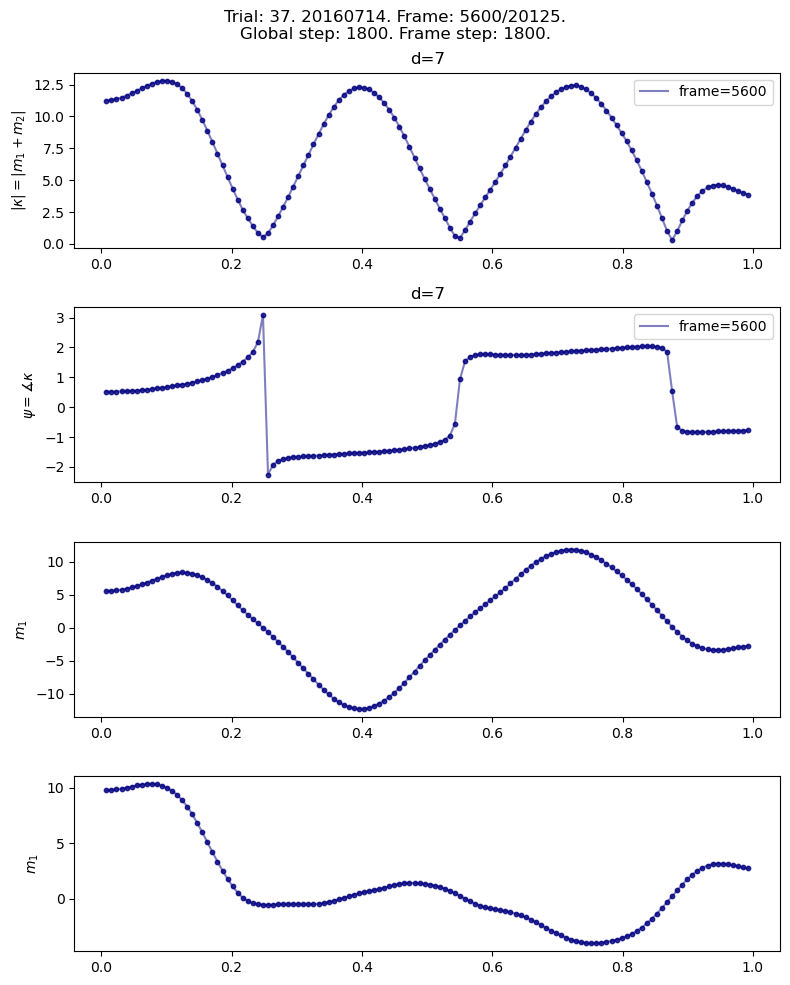 Trial: 37. 20160714. Frame: 5600/20125.
Global step: 1800. Frame step: 1800.
d=7
|κ| = |m₁ + m₂|
12.5
10.0
7.5
5.0
2.5
0.0
frame=5600
0.0 0.2 0.4 0.6 0.8 1.0
d=7
ψ = ∡κ
3
2
1
0
−1
−2
frame=5600
0.0 0.2 0.4 0.6 0.8 1.0
m₁
10
5
0
−5
−10
0.0 0.2 0.4 0.6 0.8 1.0
m₁
10
5
0
0.0 0.2 0.4 0.6 0.8 1.0